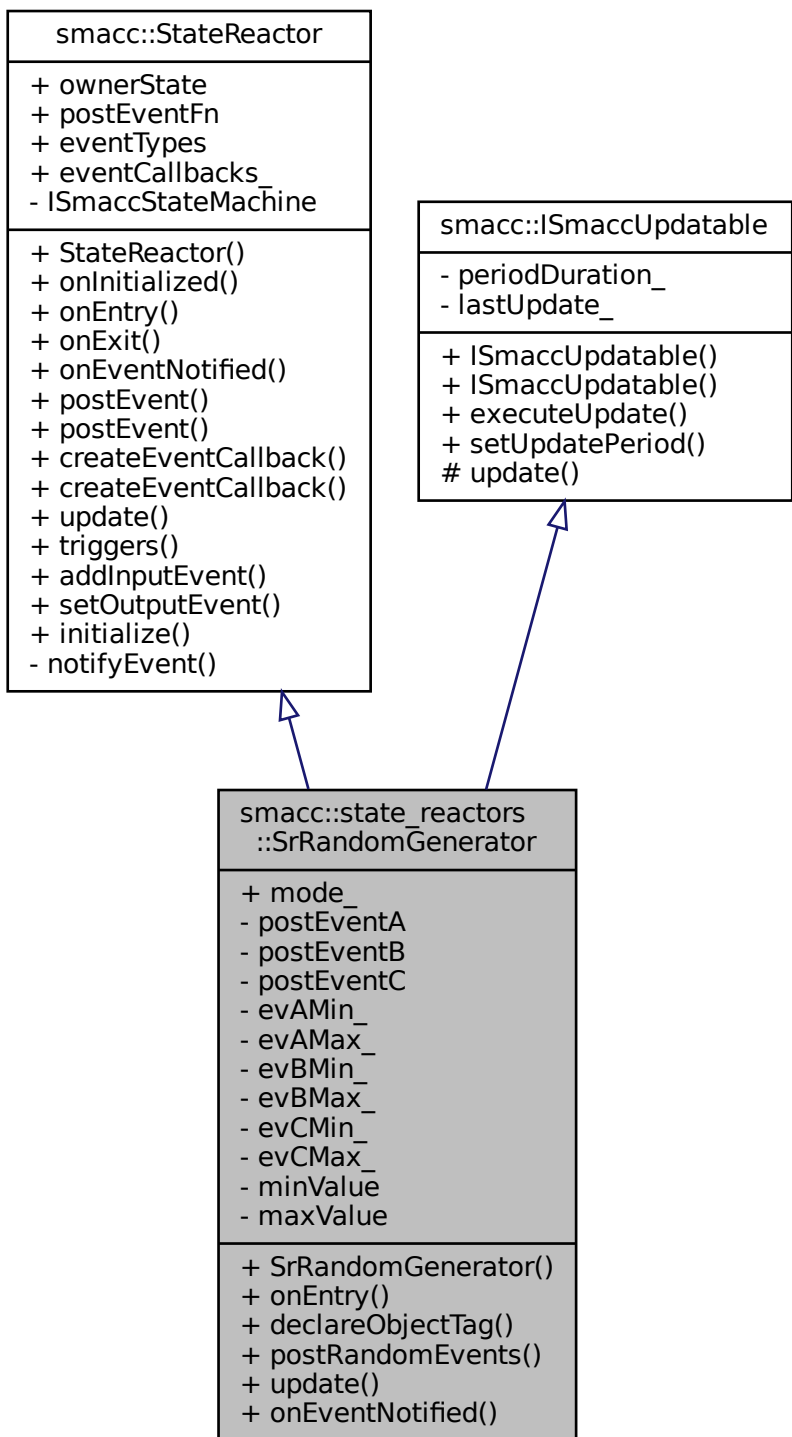 smacc::StateReactor
+ ownerState
+ postEventFn
+ eventTypes
+ eventCallbacks_
- ISmaccStateMachine
+ StateReactor()
+ onInitialized()
+ onEntry()
+ onExit()
+ onEventNotified()
+ postEvent()
+ postEvent()
+ createEventCallback()
+ createEventCallback()
+ update()
+ triggers()
+ addInputEvent()
+ setOutputEvent()
+ initialize()
- notifyEvent()
smacc::ISmaccUpdatable
- periodDuration_
- lastUpdate_
+ ISmaccUpdatable()
+ ISmaccUpdatable()
+ executeUpdate()
+ setUpdatePeriod()
# update()
smacc::state_reactors
::SrRandomGenerator
+ mode_
- postEventA
- postEventB
- postEventC
- evAMin_
- evAMax_
- evBMin_
- evBMax_
- evCMin_
- evCMax_
- minValue
- maxValue
+ SrRandomGenerator()
+ onEntry()
+ declareObjectTag()
+ postRandomEvents()
+ update()
+ onEventNotified()